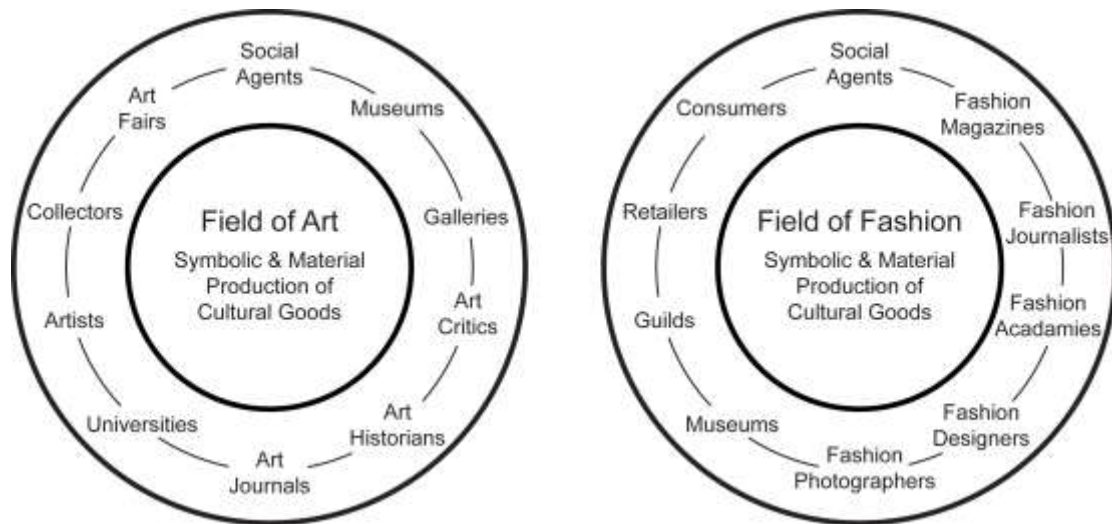 Social
Agents
Museums
Galleries
Art
Critics
Art
Historians
Art
Journals
Universities
Artists
Collectors
Art
Fairs
Field of Art
Symbolic & Material
Production of
Cultural Goods
Social
Agents
Fashion
Magazines
Fashion
Journalists
Fashion
Acadamies
Fashion
Designers
Fashion
Photographers
Museums
Guilds
Retailers
Consumers
Field of Fashion
Symbolic & Material
Production of
Cultural Goods